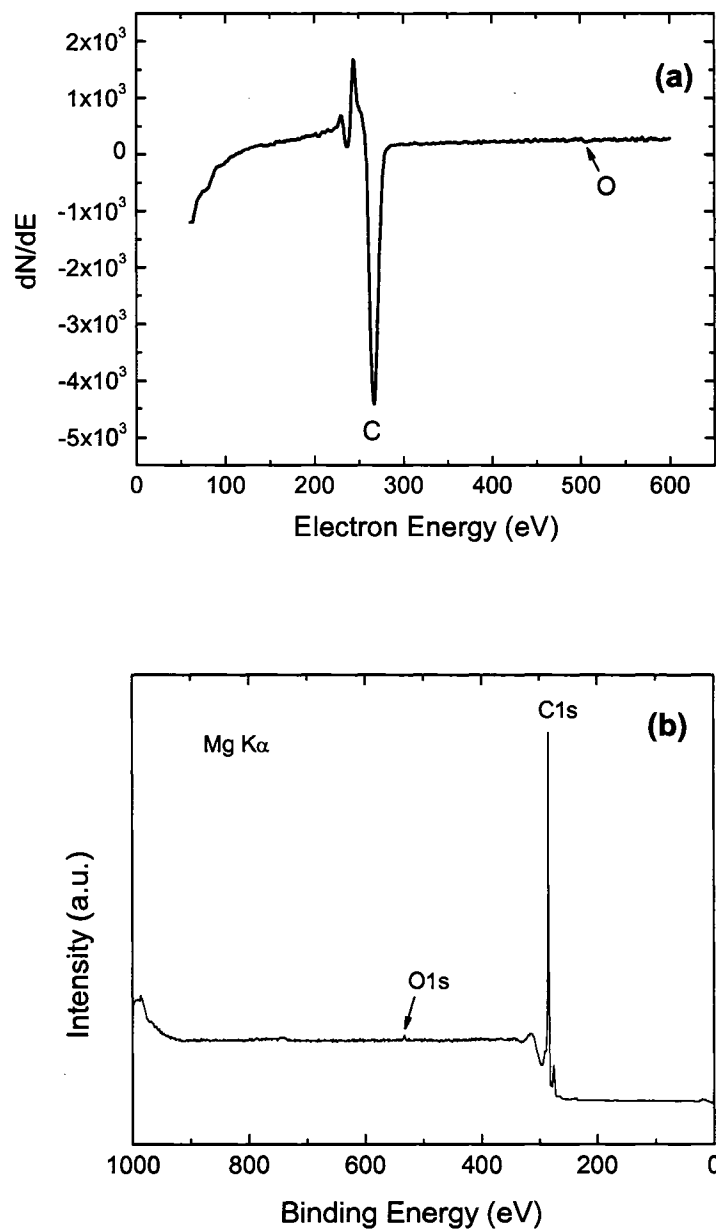 (a)
2x10³
1x10³
0
-1x10³
-2x10³
-3x10³
-4x10³
-5x10³
dN/dE
O
C
0 100 200 300 400 500 600
Electron Energy (eV)
C1s
(b)
Mg Kα
O1s
Intensity (a.u.)
1000 800 600 400 200 0
Binding Energy (eV)